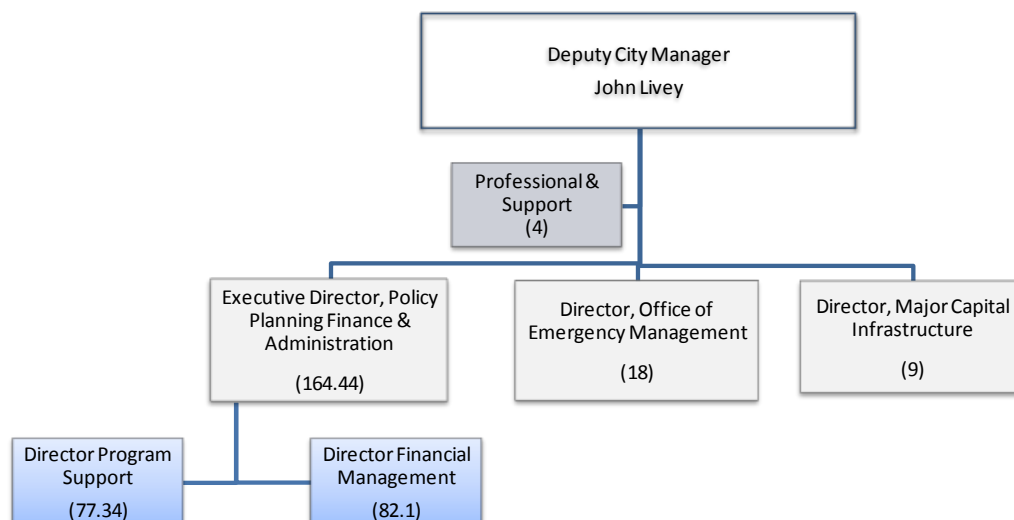 Deputy City Manager
John Livey
Professional &
Support
(4)
Executive Director, Policy
Planning Finance &
Administration
(164.44)
Director, Office of
Emergency Management
(18)
Director, Major Capital
Infrastructure
(9)
Director Program
Support
(77.34)
Director Financial
Management
(82.1)